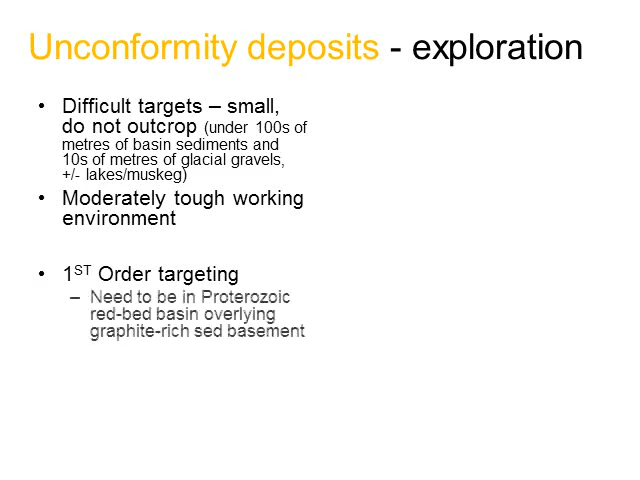 Unconformity deposits - exploration
• Difficult targets – small,
do not outcrop (under 100s of
metres of basin sediments and
10s of metres of glacial gravels,
+/- lakes/muskeg)
• Moderately tough working
environment
• 1ST Order targeting
– Need to be in Proterozoic
red-bed basin overlying
graphite-rich sed basement